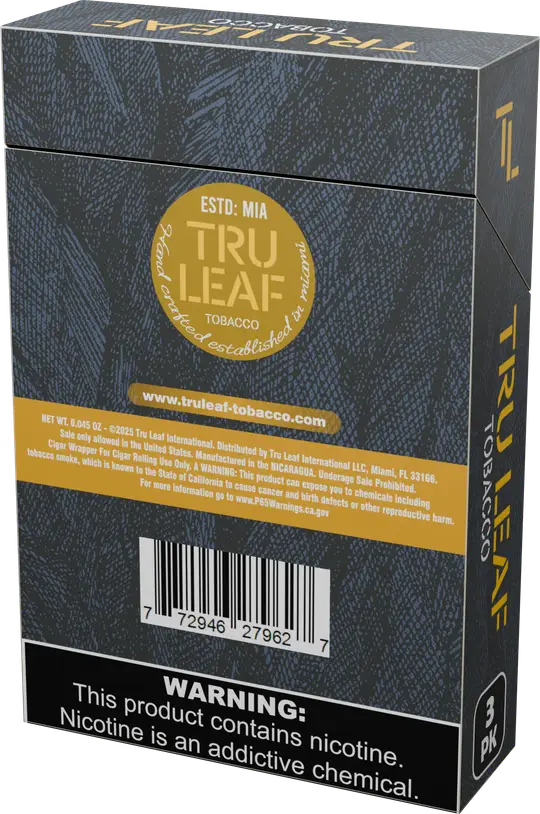 TRU LEAF
TOBACCO
TL
ESTD: MIA
TRU
LEAF
TOBACCO
Hand crafted established in miami
www.truleaf-tobacco.com
NET WT. 0.045 OZ - ©2025 Tru Leaf International. Distributed by Tru Leaf International LLC, Miami, FL 33166.
Sale only allowed in the United States. Manufactured in the NICARAGUA. Underage Sale Prohibited.
Cigar Wrapper For Cigar Rolling Use Only. A WARNING: This product can expose you to chemicals including
tobacco smoke, which is known to the State of California to cause cancer and birth defects or other reproductive harm.
For more information go to www.P65Warnings.ca.gov
7 72946 27962 7
WARNING:
This product contains nicotine.
Nicotine is an addictive chemical.
TRU LEAF
TOBACCO
3
PK